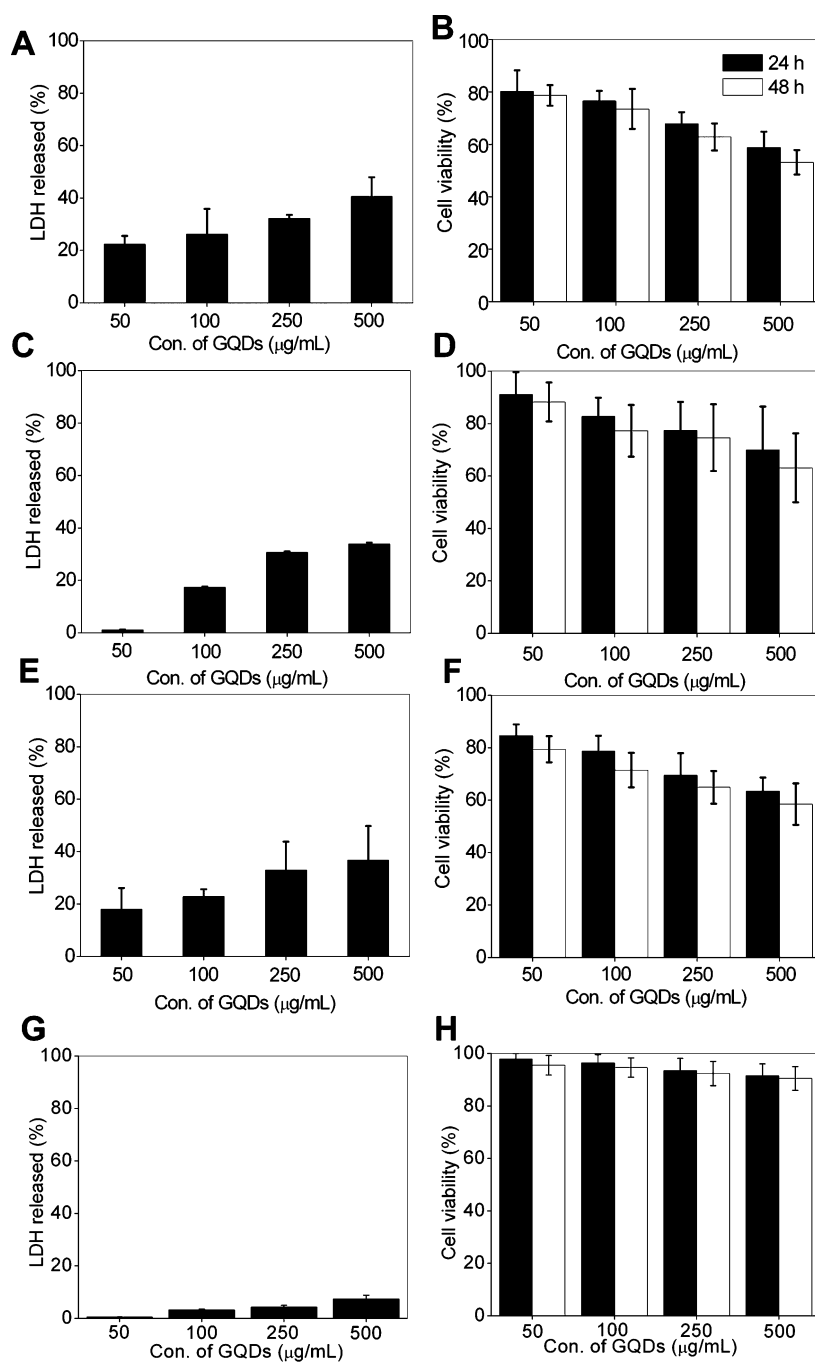 A
LDH released (%)
100
80
60
40
20
0
50 100 250 500
Con. of GQDs (μg/mL)
B
24 h
48 h
Cell viability (%)
100
80
60
40
20
0
50 100 250 500
Con. of GQDs (μg/mL)
C
LDH released (%)
100
80
60
40
20
0
50 100 250 500
Con. of GQDs (μg/mL)
D
Cell viability (%)
100
80
60
40
20
0
50 100 250 500
Con. of GQDs (μg/mL)
E
LDH released (%)
100
80
60
40
20
0
50 100 250 500
Con. of GQDs (μg/mL)
F
Cell viability (%)
100
80
60
40
20
0
50 100 250 500
Con. of GQDs (μg/mL)
G
LDH released (%)
100
80
60
40
20
0
50 100 250 500
Con. of GQDs (μg/mL)
H
Cell viability (%)
100
80
60
40
20
0
50 100 250 500
Con. of GQDs (μg/mL)